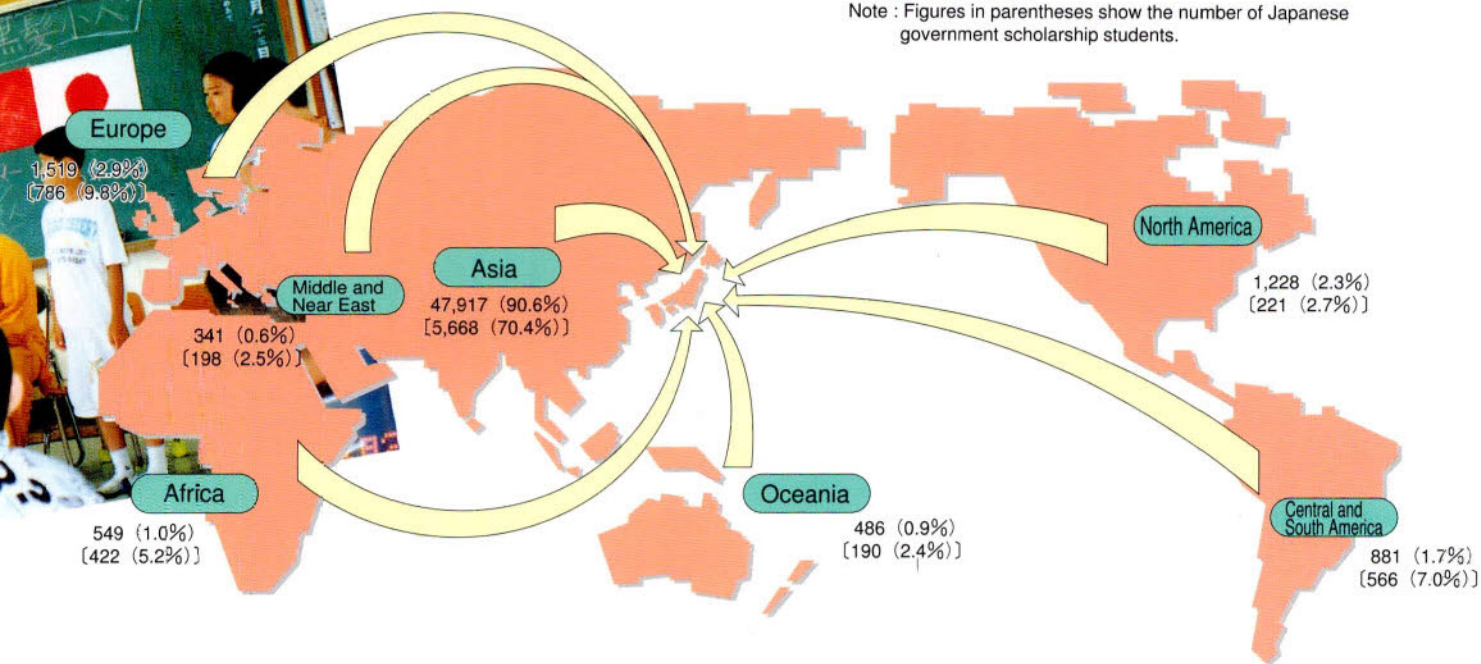 Note : Figures in parentheses show the number of Japanese
government scholarship students.
Europe
1,519 (2.9%)
[786 (9.8%)]
Middle and
Near East
341 (0.6%)
[198 (2.5%)]
Asia
47,917 (90.6%)
[5,668 (70.4%)]
North America
1,228 (2.3%)
[221 (2.7%)]
Africa
549 (1.0%)
[422 (5.2%)]
Oceania
486 (0.9%)
[190 (2.4%)]
Central and
South America
881 (1.7%)
[566 (7.0%)]